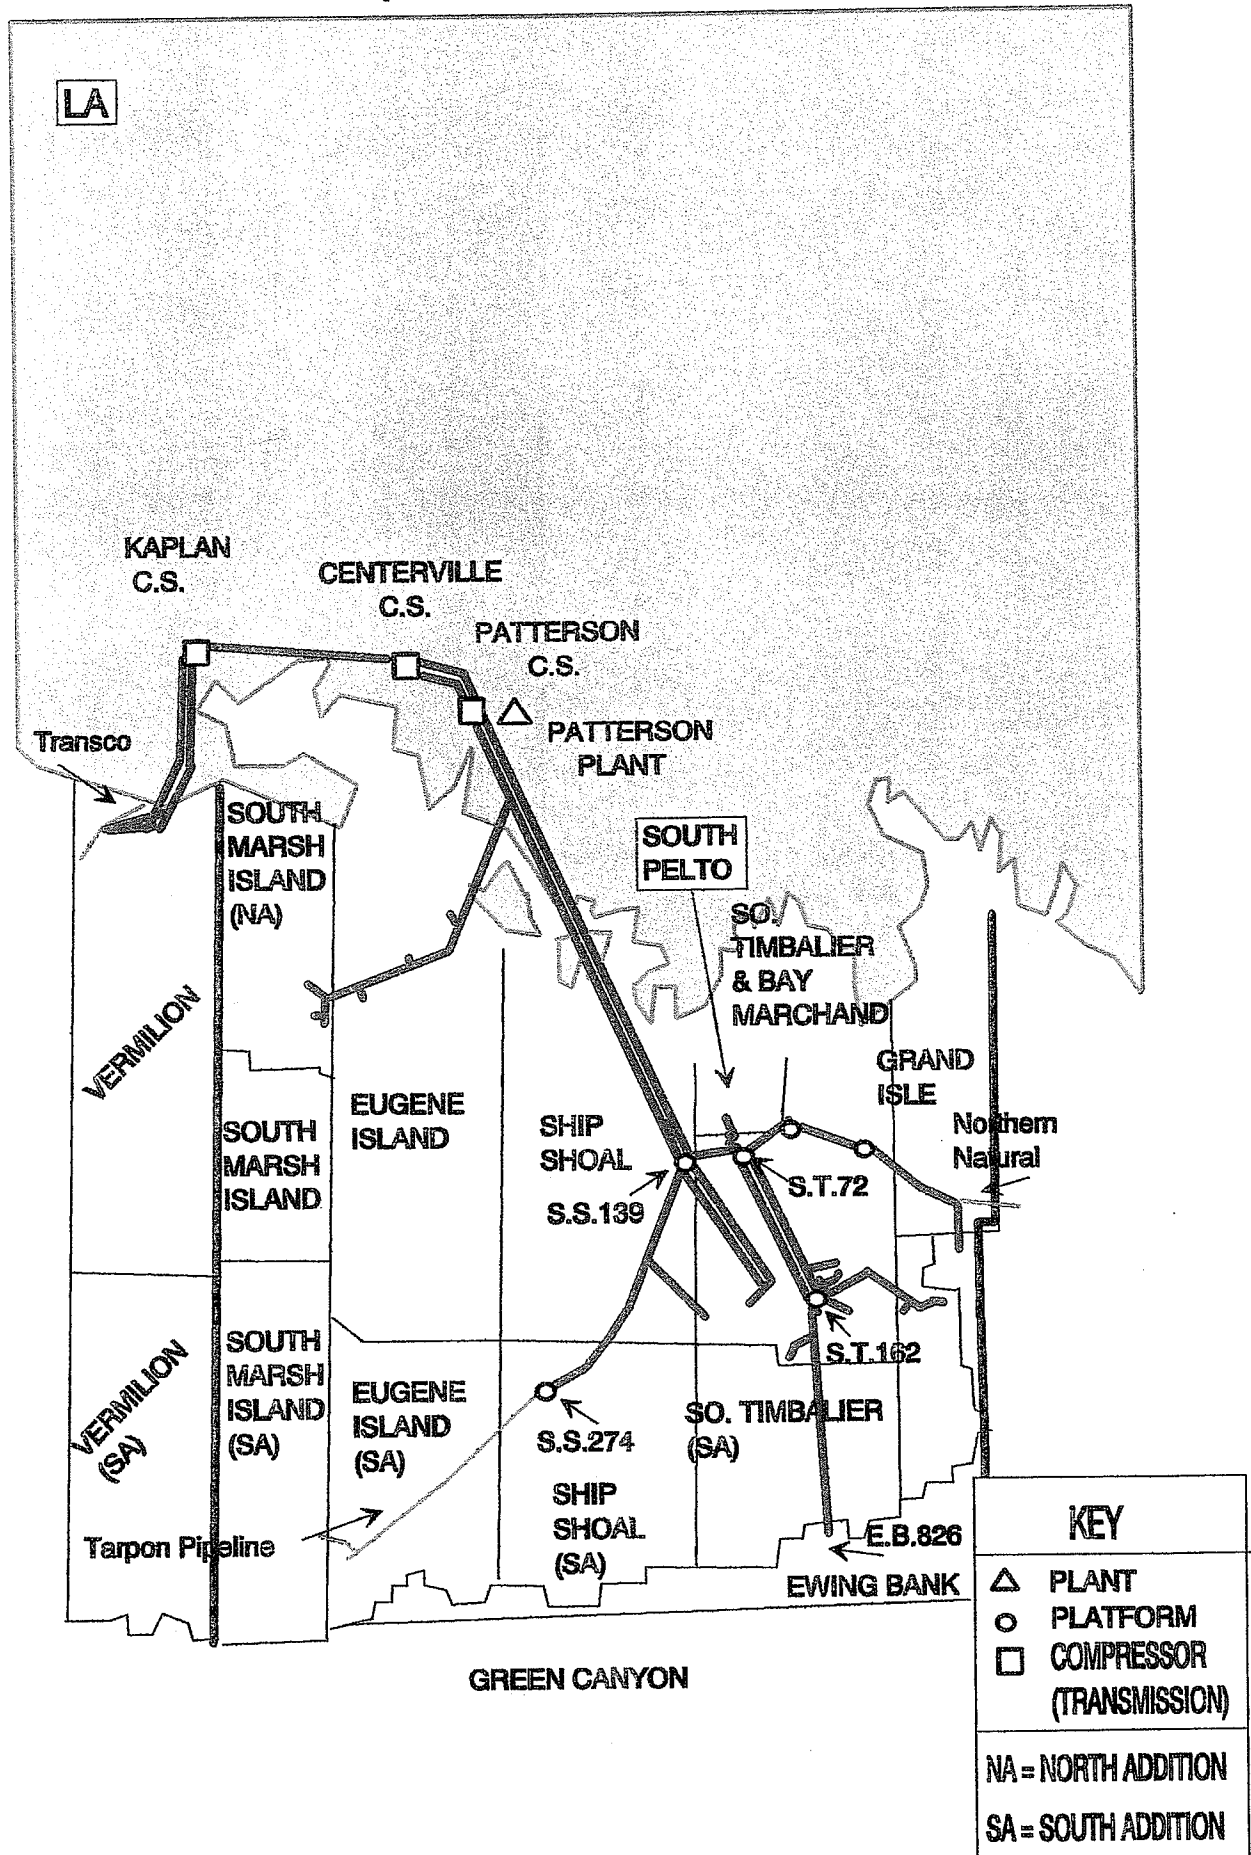 LA
KAPLAN
C.S.
CENTERVILLE
C.S.
PATTERSON
C.S.
PATTERSON
PLANT
Transco
SOUTH
MARSH
ISLAND
(NA)
SOUTH
PELTO
SO.
TIMBALIER
& BAY
MARCHAND
VERMILION
GRAND
ISLE
EUGENE
ISLAND
SHIP
SHOAL
Northern
Natural
SOUTH
MARSH
ISLAND
S.T.72
S.S.139
SOUTH
MARSH
ISLAND
(SA)
VERMILION
(SA)
S.T.162
EUGENE
ISLAND
(SA)
SO. TIMBALIER
(SA)
S.S.274
SHIP
SHOAL
(SA)
Tarpon Pipeline
E.B.826
EWING BANK
GREEN CANYON
KEY
PLANT
PLATFORM
COMPRESSOR
(TRANSMISSION)
NA = NORTH ADDITION
SA = SOUTH ADDITION